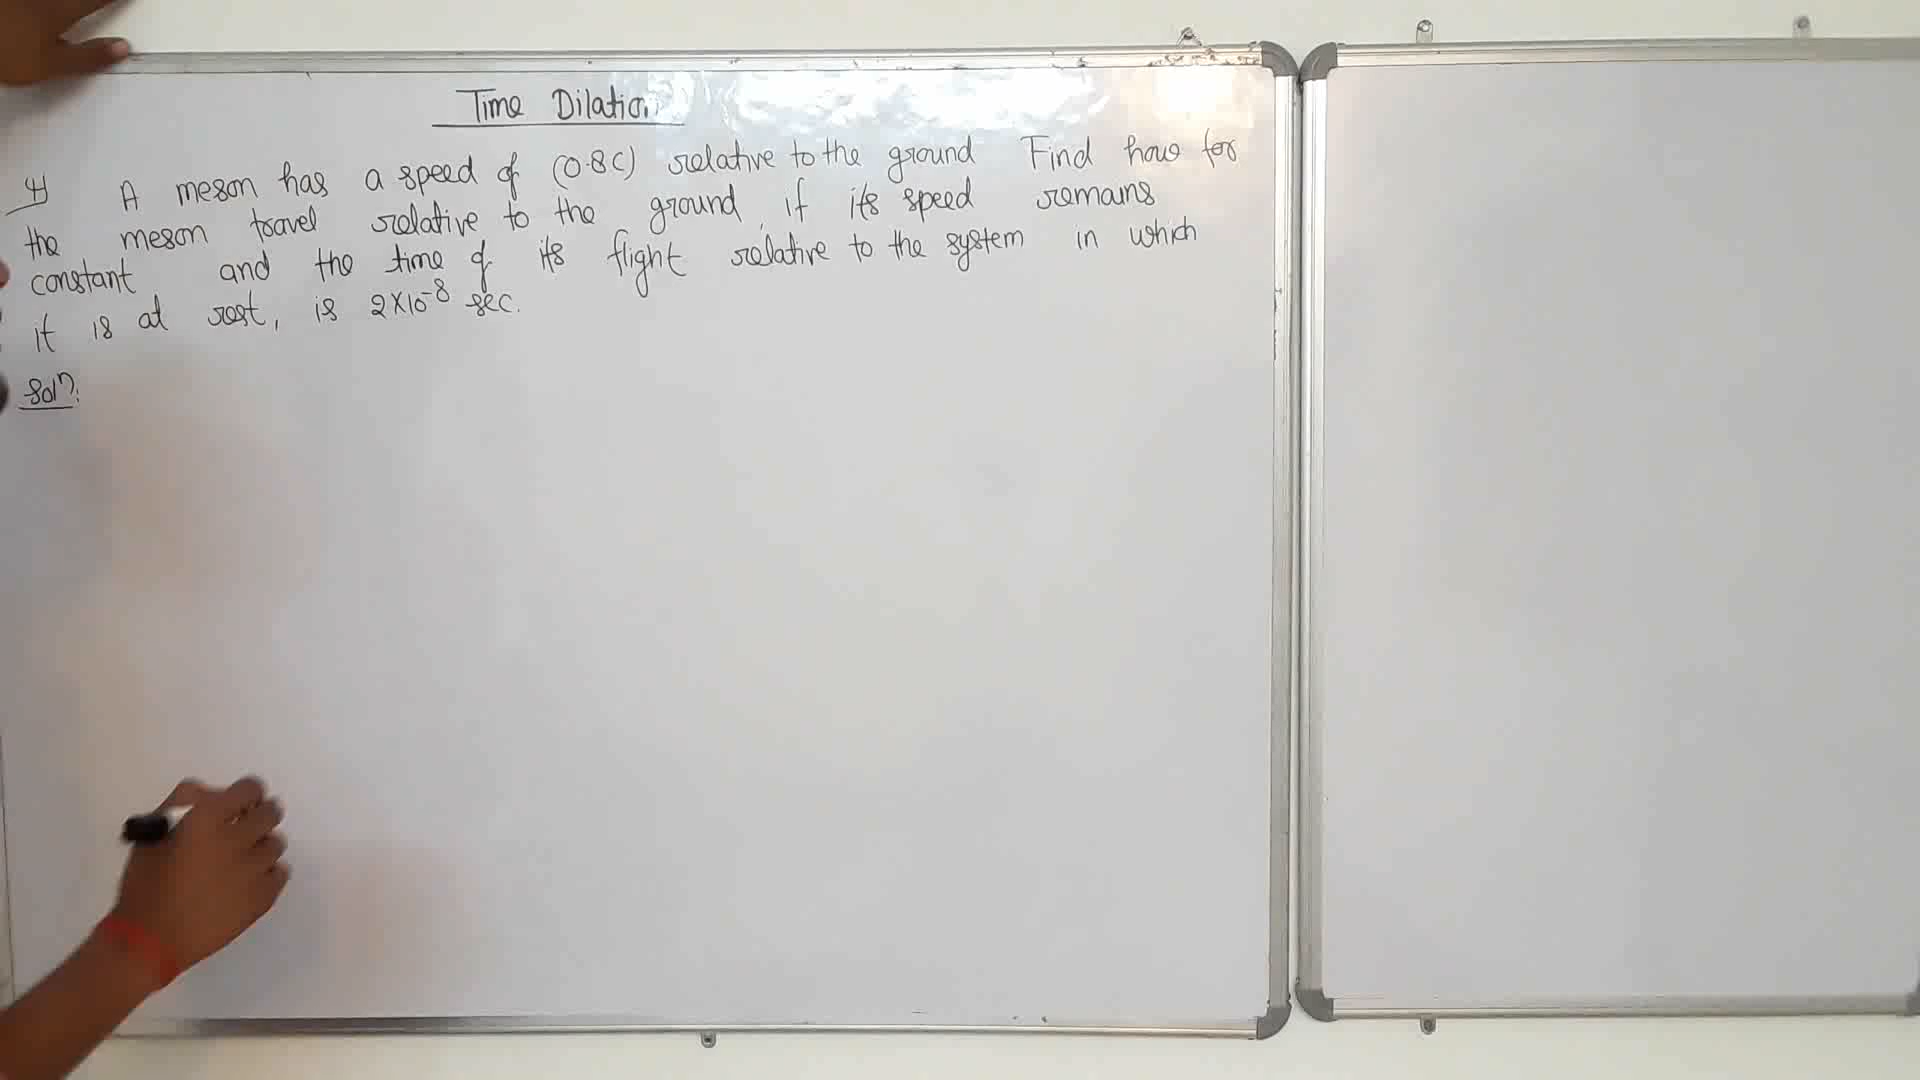 Time Dilation
4) A meson has a speed of (0.8C) relative to the ground Find how far
the meson travel relative to the ground, if its speed remains
constant and the time of its flight relative to the system in which
it is at rest, is 2×10⁻⁸ sec.
Solⁿ: